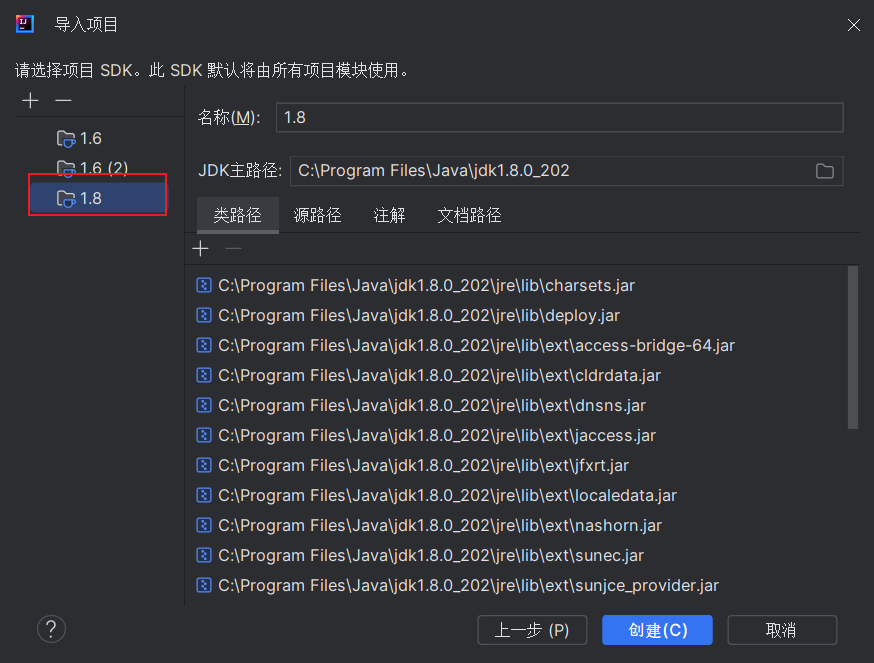 导入项目
请选择项目 SDK。此 SDK 默认将由所有项目模块使用。
1.6
1.6 (2)
1.8
名称(M): 1.8
JDK主路径: C:\Program Files\Java\jdk1.8.0_202
类路径 源路径 注解 文档路径
C:\Program Files\Java\jdk1.8.0_202\jre\lib\charsets.jar
C:\Program Files\Java\jdk1.8.0_202\jre\lib\deploy.jar
C:\Program Files\Java\jdk1.8.0_202\jre\lib\ext\access-bridge-64.jar
C:\Program Files\Java\jdk1.8.0_202\jre\lib\ext\cldrdata.jar
C:\Program Files\Java\jdk1.8.0_202\jre\lib\ext\dnsns.jar
C:\Program Files\Java\jdk1.8.0_202\jre\lib\ext\jaccess.jar
C:\Program Files\Java\jdk1.8.0_202\jre\lib\ext\jfxrt.jar
C:\Program Files\Java\jdk1.8.0_202\jre\lib\ext\localedata.jar
C:\Program Files\Java\jdk1.8.0_202\jre\lib\ext\nashorn.jar
C:\Program Files\Java\jdk1.8.0_202\jre\lib\ext\sunec.jar
C:\Program Files\Java\jdk1.8.0_202\jre\lib\ext\sunjce_provider.jar
? 上一步 (P) 创建(C) 取消